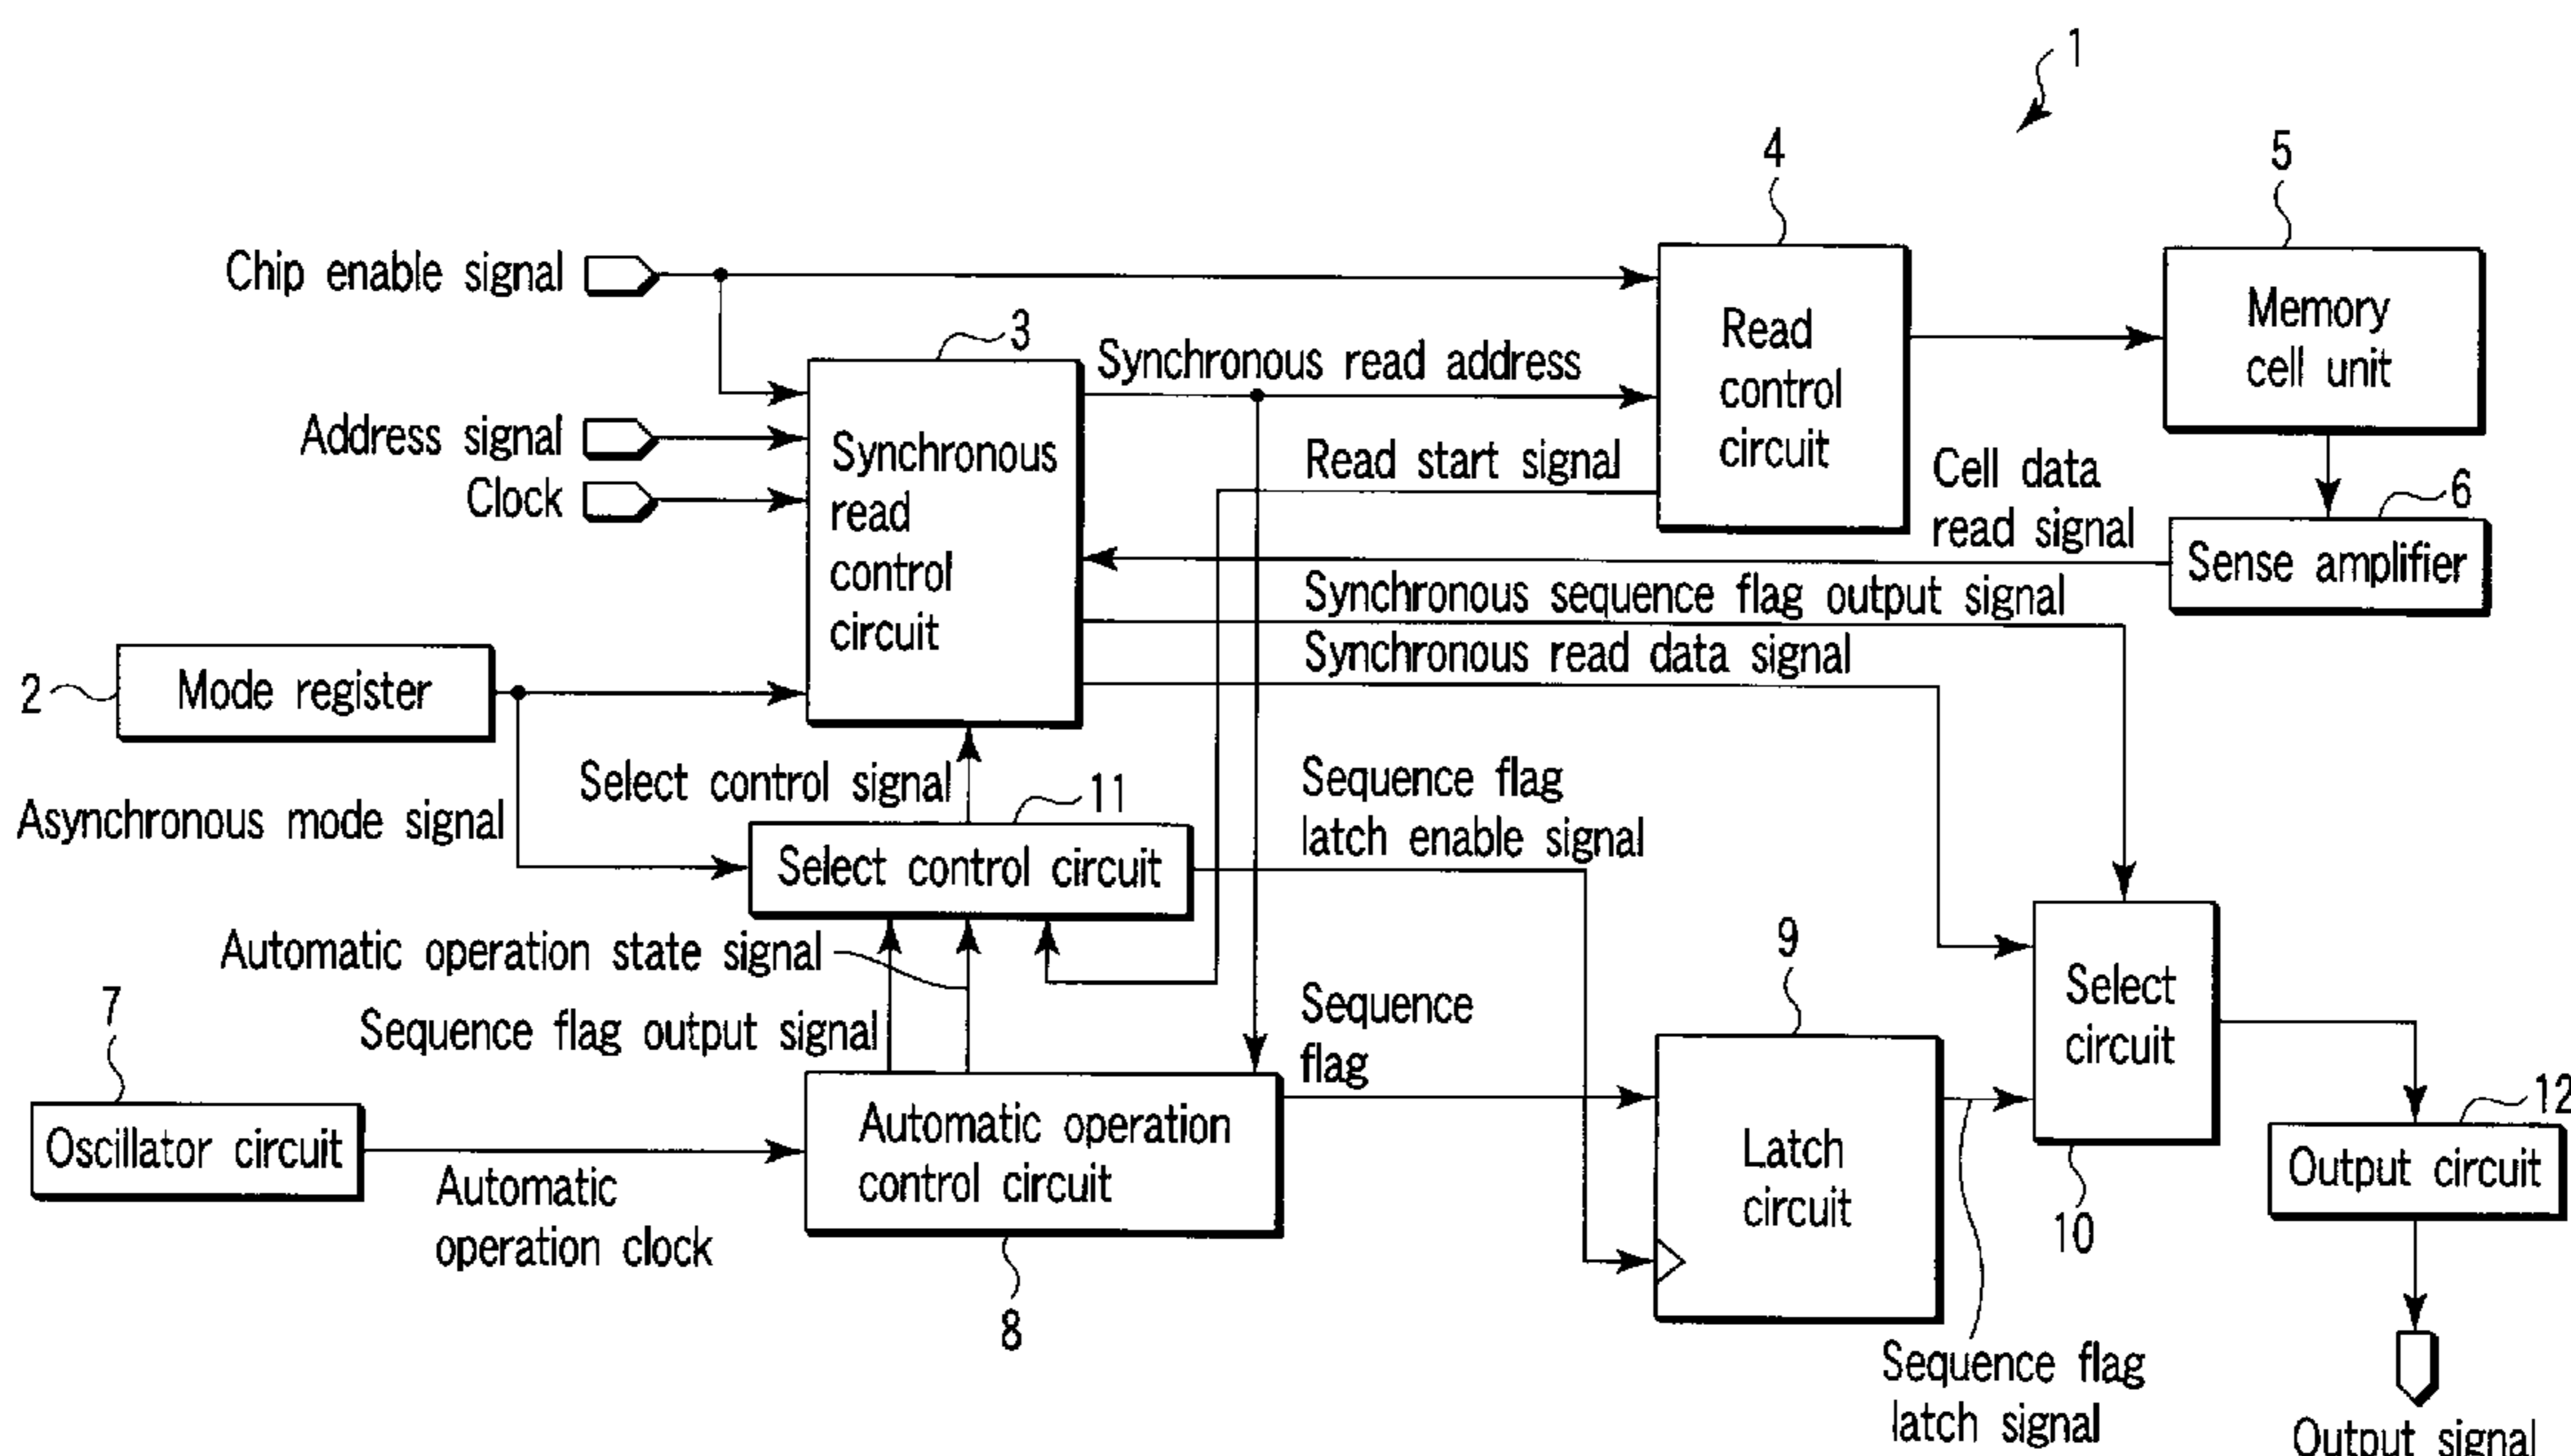 1
4
5
Chip enable signal
3
Synchronous read address
Read
control
circuit
Memory
cell unit
Address signal
Clock
Synchronous
read
control
circuit
Read start signal
Cell data
read signal
6
Sense amplifier
Synchronous sequence flag output signal
Synchronous read data signal
2
Mode register
Asynchronous mode signal
Select control signal
11
Select control circuit
Sequence flag
latch enable signal
Automatic operation state signal
Sequence flag output signal
7
Oscillator circuit
Automatic
operation clock
Automatic operation
control circuit
8
Sequence
flag
9
Latch
circuit
Select
circuit
10
12
Output circuit
Sequence flag
latch signal
Output signal